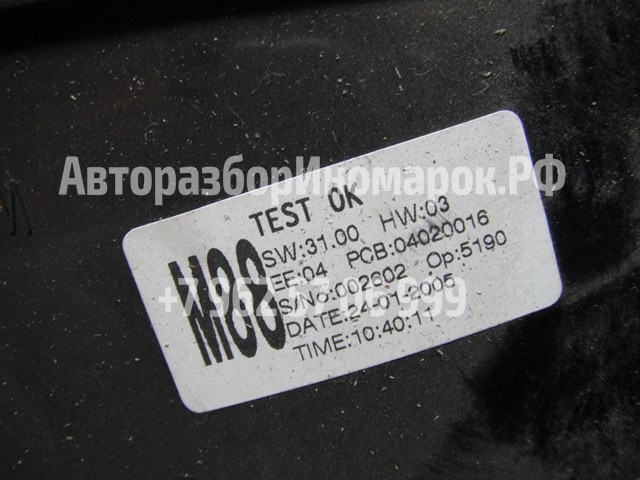 АвторазборИномарок.РФ
TEST OK
M88
SW:31.00 HW:03
EE:04 PCB:04020016
S/No:002602 Op:5190
DATE:24-01-2005
TIME:10:40:11